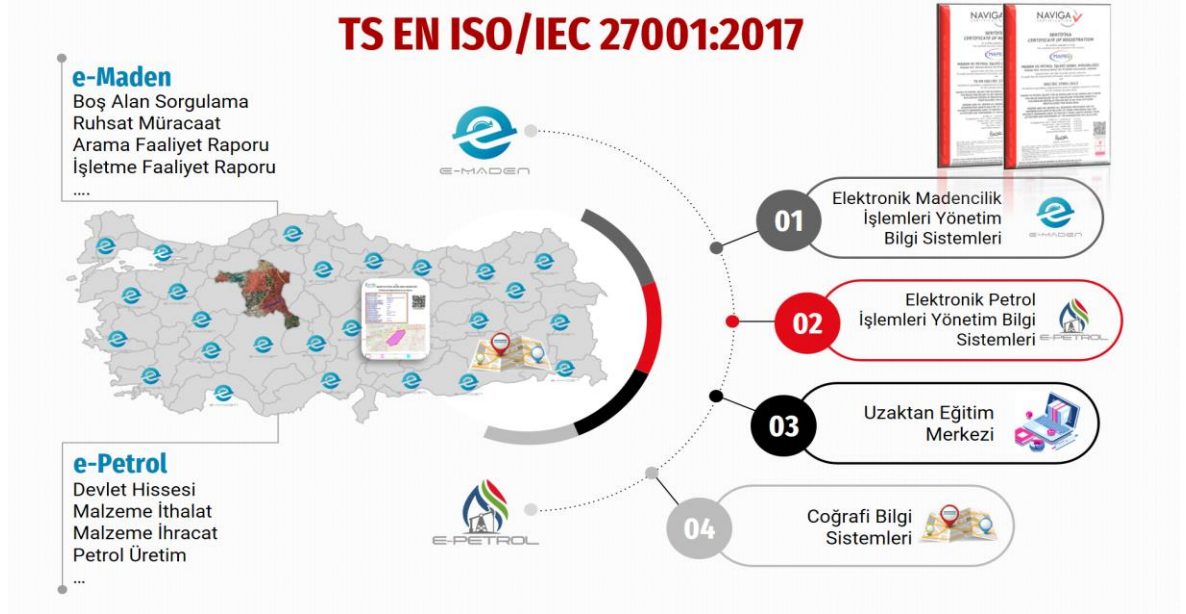 TS EN ISO/IEC 27001:2017
NAVIGA
NAVIGA
e-Maden
Boş Alan Sorgulama
Ruhsat Müracaat
Arama Faaliyet Raporu
İşletme Faaliyet Raporu
....
E-MADEN
01
Elektronik Madencilik
İşlemleri Yönetim
Bilgi Sistemleri
E-MADEN
02
Elektronik Petrol
İşlemleri Yönetim Bilgi
Sistemleri
E-PETROL
03
Uzaktan Eğitim
Merkezi
04
Coğrafi Bilgi
Sistemleri
e-Petrol
Devlet Hissesi
Malzeme İthalat
Malzeme İhracat
Petrol Üretim
...
E-PETROL